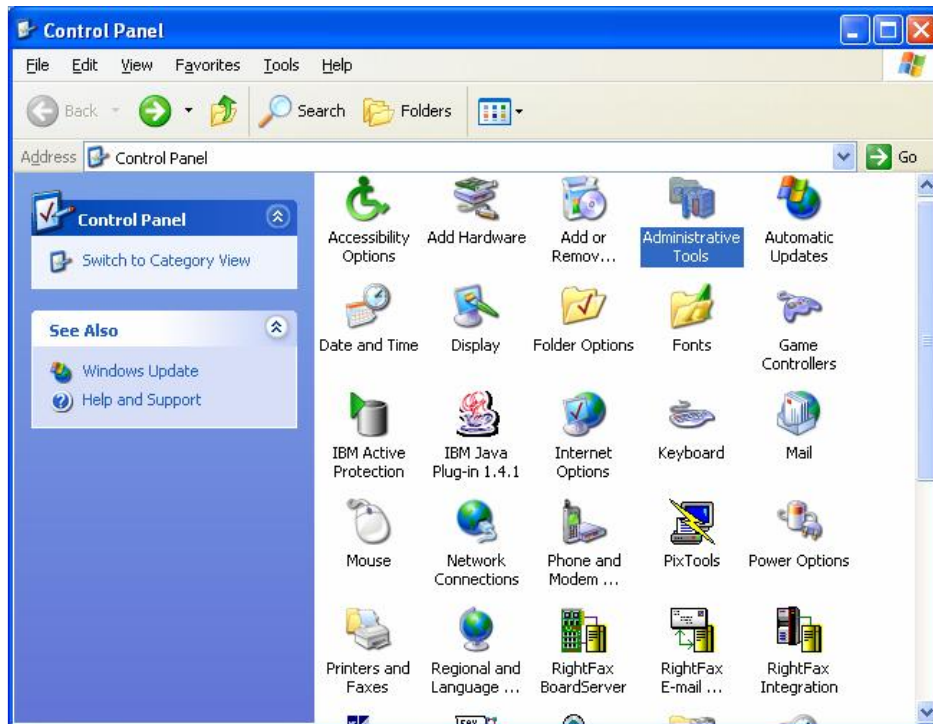 Control Panel
File Edit View Favorites Tools Help
Back Search Folders
Address Control Panel Go
Control Panel
Switch to Category View
See Also
Windows Update
Help and Support
Accessibility
Options
Add Hardware
Add or
Remov...
Administrative
Tools
Automatic
Updates
Date and Time
Display
Folder Options
Fonts
Game
Controllers
IBM Active
Protection
IBM Java
Plug-in 1.4.1
Internet
Options
Keyboard
Mail
Mouse
Network
Connections
Phone and
Modem ...
PixTools
Power Options
Printers and
Faxes
Regional and
Language ...
RightFax
BoardServer
RightFax
E-mail ...
RightFax
Integration